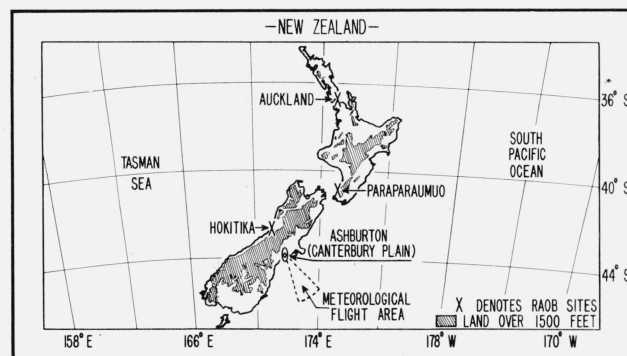 —NEW ZEALAND—
AUCKLAND
36° S
TASMAN
SEA
SOUTH
PACIFIC
OCEAN
PARAPARAUMUO
40° S
HOKITIKA
ASHBURTON
(CANTERBURY PLAIN)
44° S
METEOROLOGICAL
FLIGHT AREA
X DENOTES RAOB SITES
LAND OVER 1500 FEET
158° E
166° E
174° E
178° W
170° W